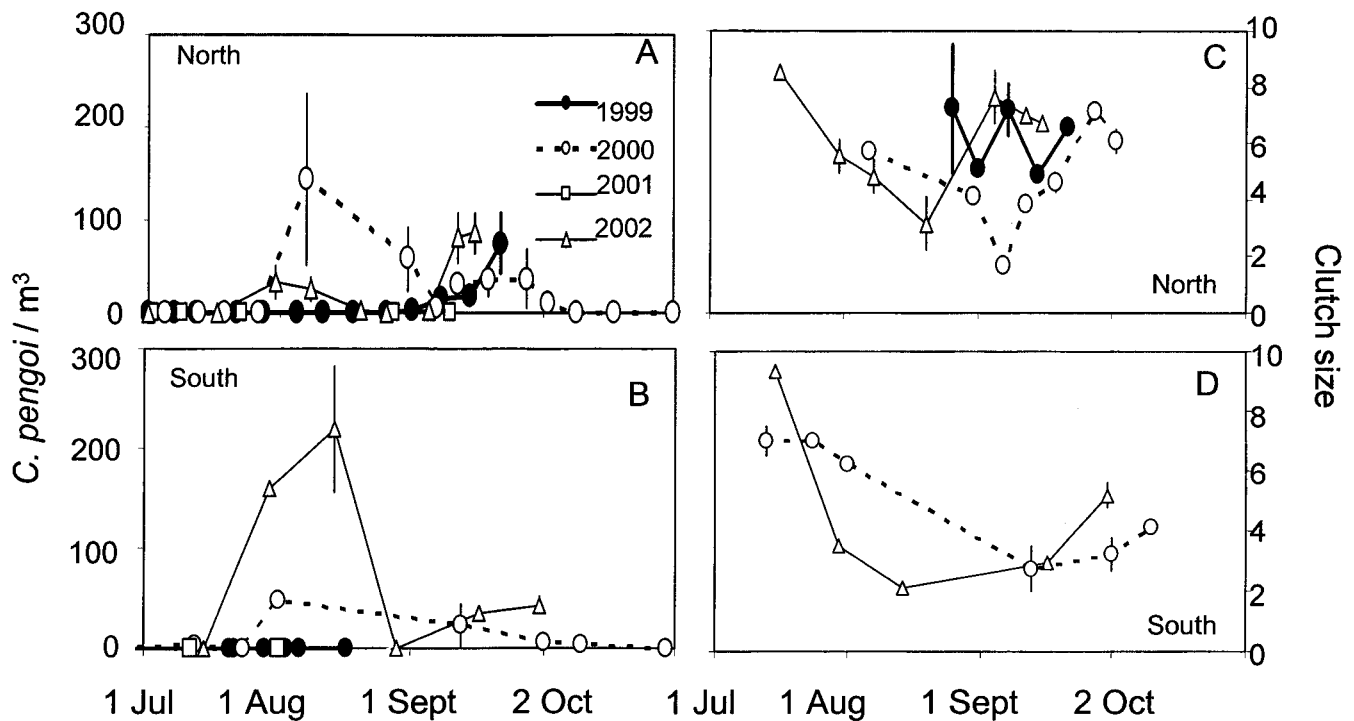 C. pengoi / m³
300
200
100
0
North
A
1999
2000
2001
2002
10
8
6
4
2
0
C
North
Clutch size
300
200
100
0
South
B
10
8
6
4
2
0
D
South
1 Jul
1 Aug
1 Sept
2 Oct
1 Jul
1 Aug
1 Sept
2 Oct